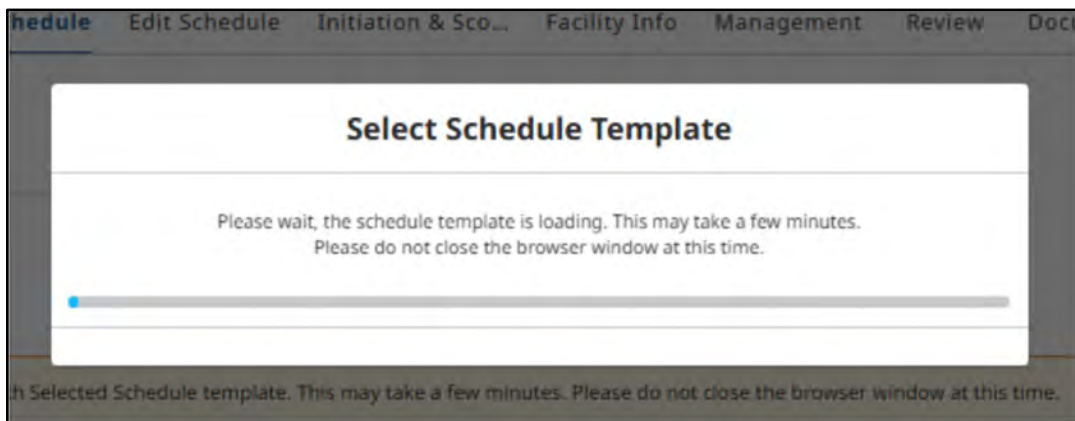 hedule Edit Schedule Initiation & Sco... Facility Info Management Review Docu
Select Schedule Template
Please wait, the schedule template is loading. This may take a few minutes.
Please do not close the browser window at this time.
h Selected Schedule template. This may take a few minutes. Please do not close the browser window at this time.